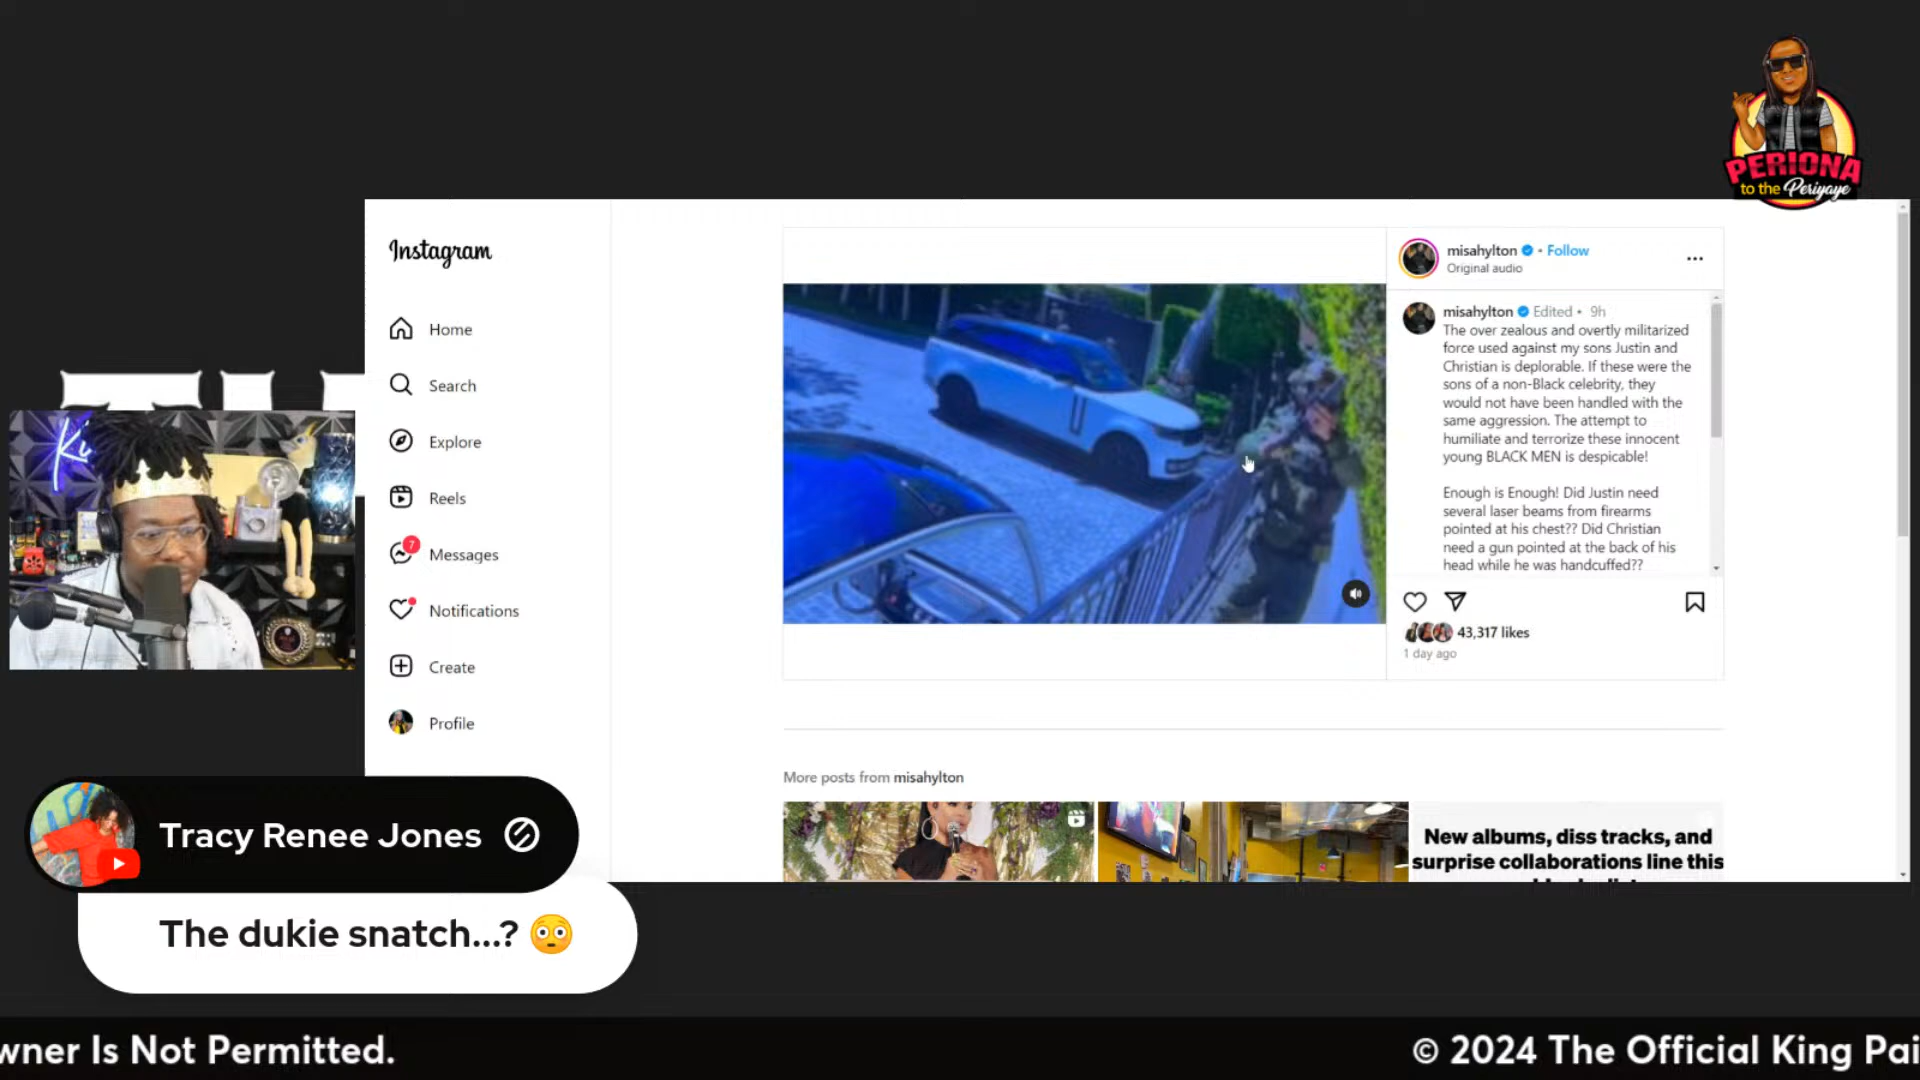 PERIONA
to the Periyaye
Instagram
Home
Search
Explore
Reels
7
Messages
Notifications
Create
Profile
misahylton • Follow
Original audio
misahylton Edited • 9h
The over zealous and overtly militarized
force used against my sons Justin and
Christian is deplorable. If these were the
sons of a non-Black celebrity, they
would not have been handled with the
same aggression. The attempt to
humiliate and terrorize these innocent
young BLACK MEN is despicable!
Enough is Enough! Did Justin need
several laser beams from firearms
pointed at his chest?? Did Christian
need a gun pointed at the back of his
head while he was handcuffed??
43,317 likes
1 day ago
More posts from misahylton
New albums, diss tracks, and
surprise collaborations line this
Ki
Tracy Renee Jones
The dukie snatch...? 😳
wner Is Not Permitted.
© 2024 The Official King Pai